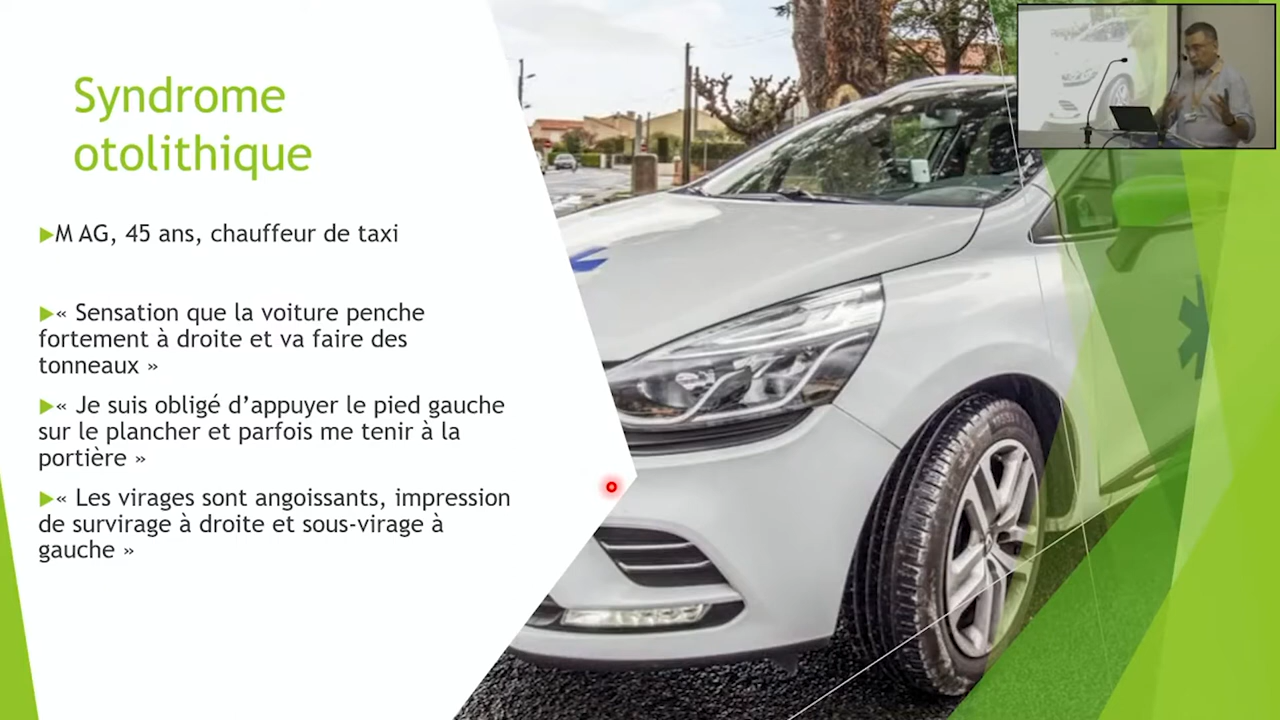 Syndrome
otolithique
M AG, 45 ans, chauffeur de taxi
« Sensation que la voiture penche
fortement à droite et va faire des
tonneaux »
« Je suis obligé d’appuyer le pied gauche
sur le plancher et parfois me tenir à la
portière »
« Les virages sont angoissants, impression
de survirage à droite et sous-virage à
gauche »